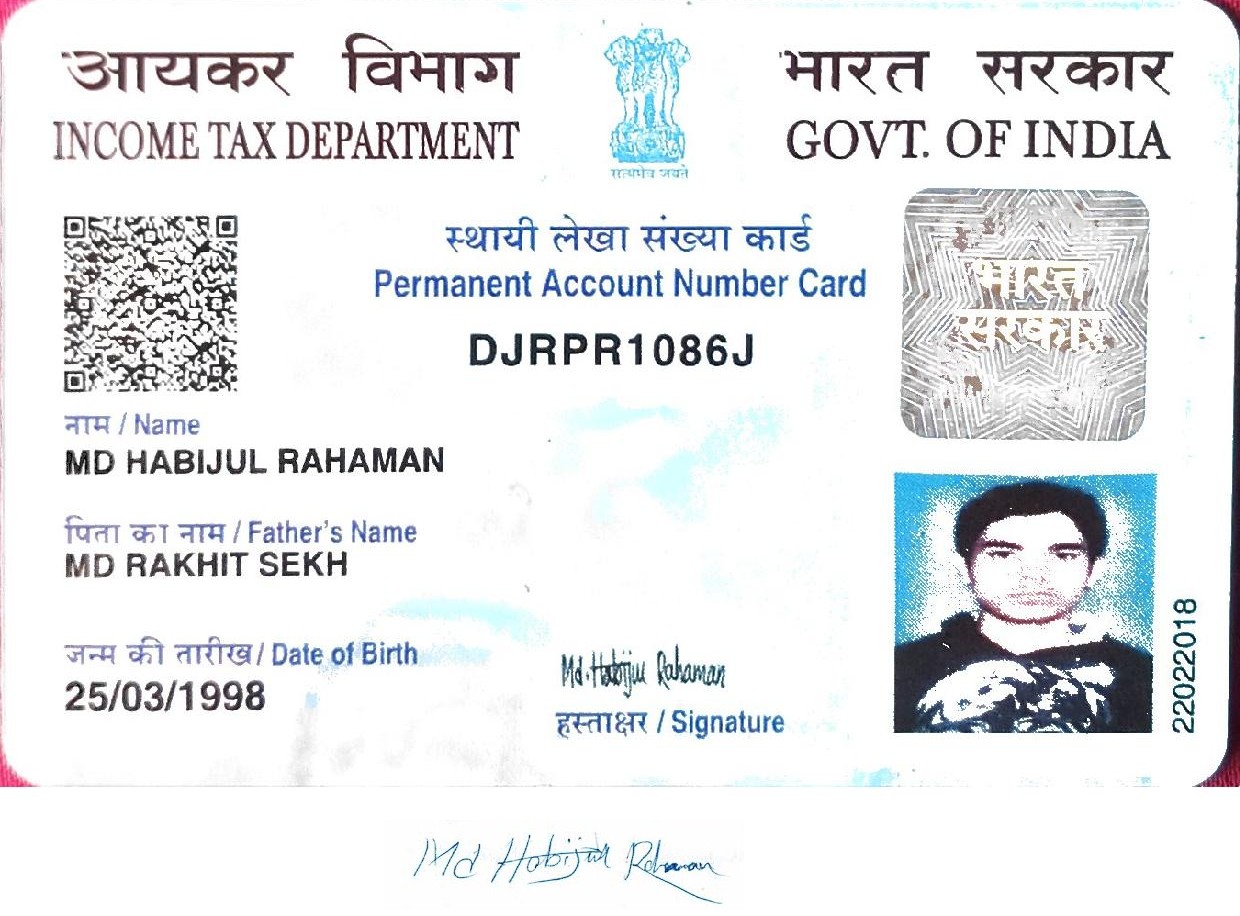 आयकर विभाग
INCOME TAX DEPARTMENT
सत्यमेव जयते
भारत सरकार
GOVT. OF INDIA
स्थायी लेखा संख्या कार्ड
Permanent Account Number Card
DJRPR1086J
भारत
सरकार
नाम / Name
MD HABIJUL RAHAMAN
पिता का नाम / Father's Name
MD RAKHIT SEKH
जन्म की तारीख / Date of Birth
25/03/1998
Md. Habijul Rahaman
हस्ताक्षर / Signature
22022018
Md Habijul Rahaman